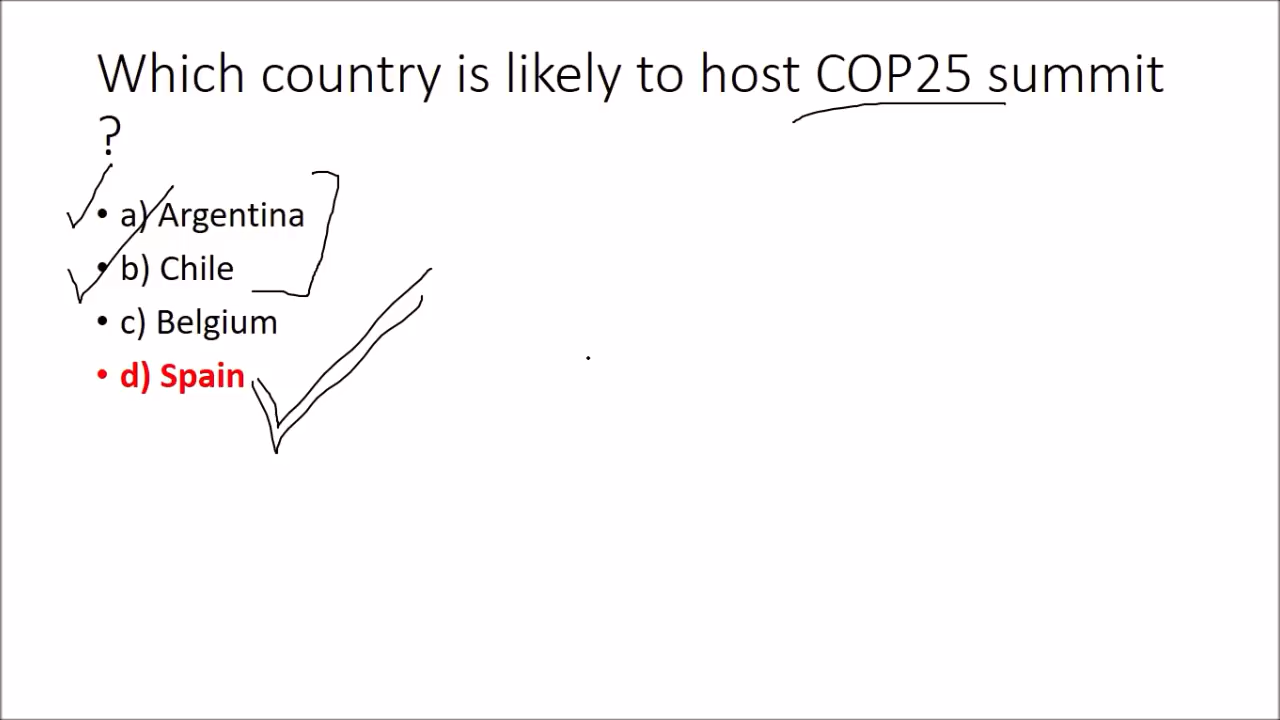 Which country is likely to host COP25 summit
?
• a) Argentina
• b) Chile
• c) Belgium
• d) Spain